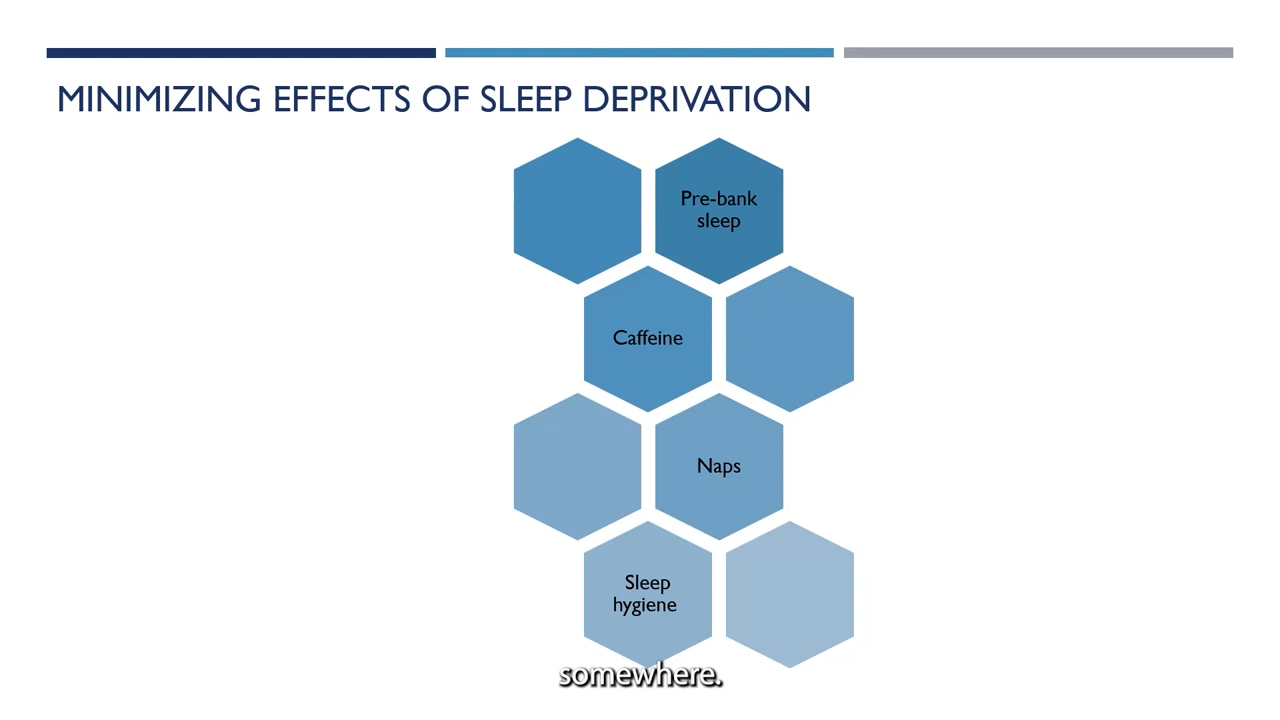 MINIMIZING EFFECTS OF SLEEP DEPRIVATION
Pre-bank
sleep
Caffeine
Naps
Sleep
hygiene
somewhere.